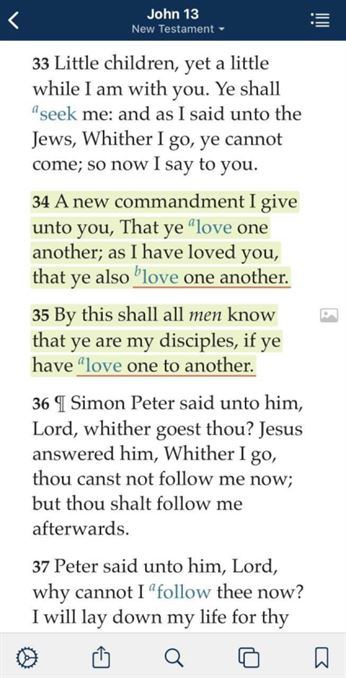 John 13
New Testament
33 Little children, yet a little
while I am with you. Ye shall
aseek me: and as I said unto the
Jews, Whither I go, ye cannot
come; so now I say to you.
34 A new commandment I give
unto you, That ye alove one
another; as I have loved you,
that ye also blove one another.
35 By this shall all men know
that ye are my disciples, if ye
have alove one to another.
36 ¶ Simon Peter said unto him,
Lord, whither goest thou? Jesus
answered him, Whither I go,
thou canst not follow me now;
but thou shalt follow me
afterwards.
37 Peter said unto him, Lord,
why cannot I afollow thee now?
I will lay down my life for thy